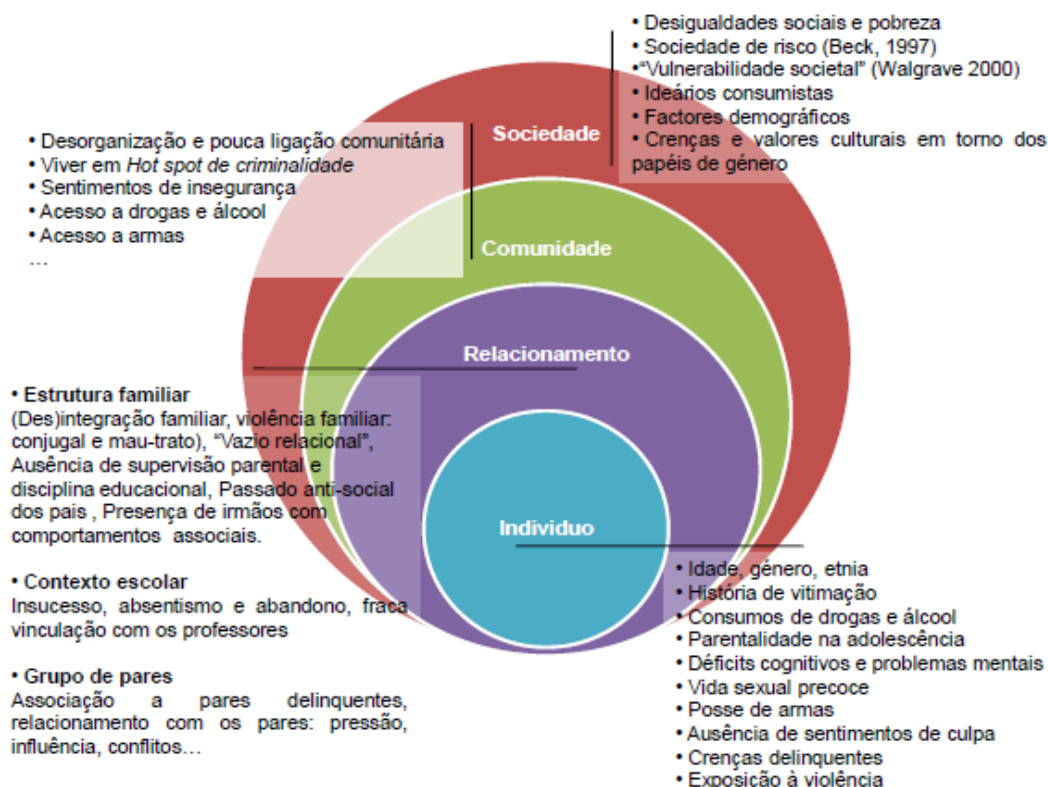 • Desigualdades sociais e pobreza
• Sociedade de risco (Beck, 1997)
•“Vulnerabilidade societal” (Walgrave 2000)
• Ideários consumistas
• Factores demográficos
• Crenças e valores culturais em torno dos
papéis de género
Sociedade
• Desorganização e pouca ligação comunitária
• Viver em Hot spot de criminalidade
• Sentimentos de insegurança
• Acesso a drogas e álcool
• Acesso a armas
…
Comunidade
Relacionamento
• Estrutura familiar
(Des)integração familiar, violência familiar:
conjugal e mau-trato), “Vazio relacional”,
Ausência de supervisão parental e
disciplina educacional, Passado anti-social
dos pais , Presença de irmãos com
comportamentos associais.
• Contexto escolar
Insucesso, absentismo e abandono, fraca
vinculação com os professores
• Grupo de pares
Associação a pares delinquentes,
relacionamento com os pares: pressão,
influência, conflitos…
Individuo
• Idade, género, etnia
• História de vitimação
• Consumos de drogas e álcool
• Parentalidade na adolescência
• Déficits cognitivos e problemas mentais
• Vida sexual precoce
• Posse de armas
• Ausência de sentimentos de culpa
• Crenças delinquentes
• Exposição à violência